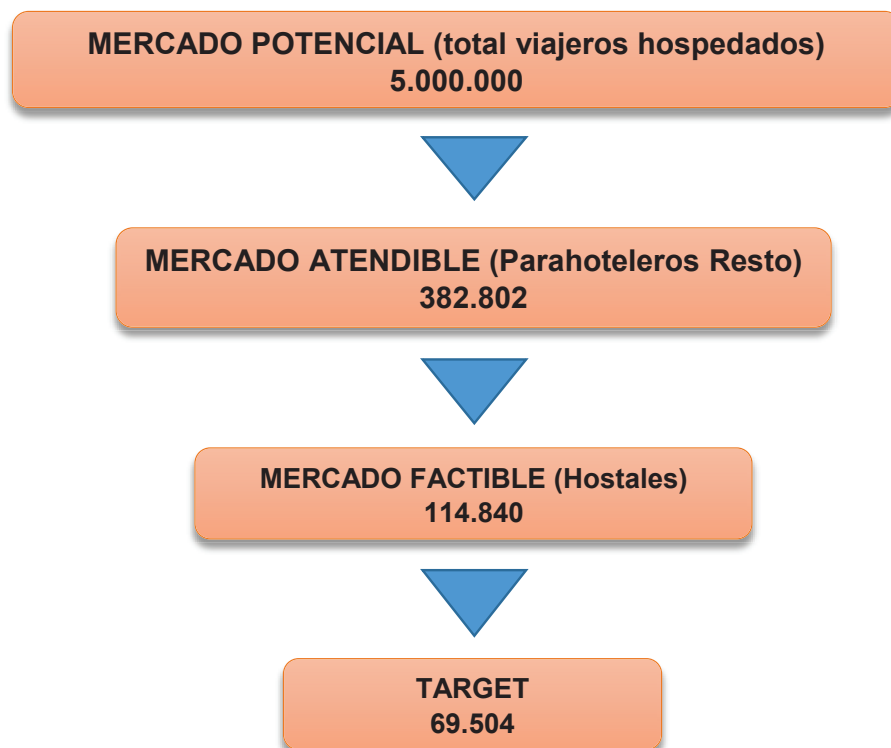 MERCADO POTENCIAL (total viajeros hospedados)
5.000.000
MERCADO ATENDIBLE (Parahoteleros Resto)
382.802
MERCADO FACTIBLE (Hostales)
114.840
TARGET
69.504